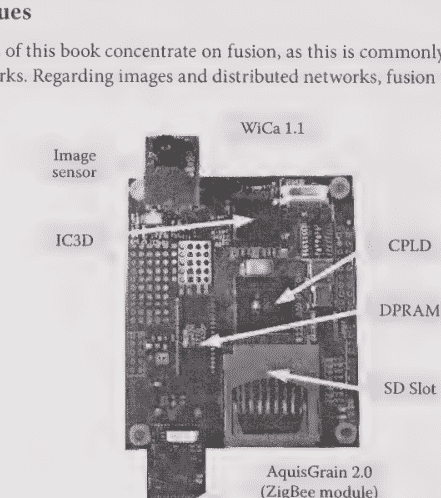 ues
of this book concentrate on fusion, as this is commonly
rks. Regarding images and distributed networks, fusion
WiCa 1.1
Image
sensor
IC3D
CPLD
DPRAM
SD Slot
AquisGrain 2.0
(ZigBee module)